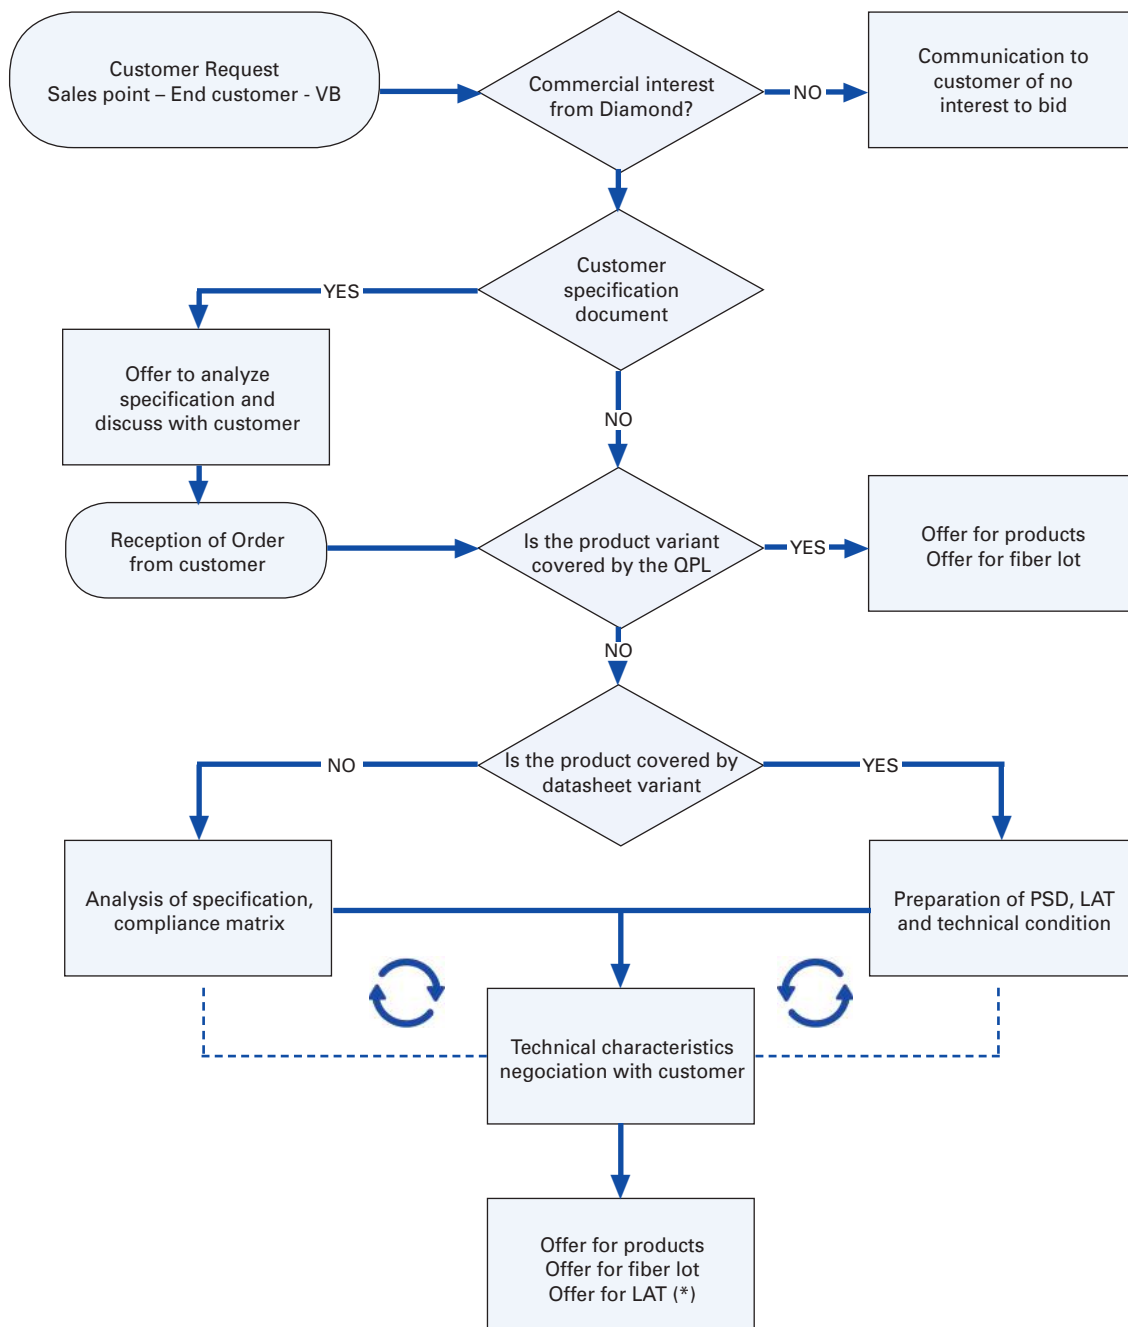 Customer Request
Sales point – End customer - VB
Commercial interest
from Diamond?
NO
Communication to
customer of no
interest to bid
Customer
specification
document
YES
Offer to analyze
specification and
discuss with customer
NO
Reception of Order
from customer
Is the product variant
covered by the QPL
YES
Offer for products
Offer for fiber lot
NO
Is the product covered by
datasheet variant
NO
YES
Analysis of specification,
compliance matrix
Preparation of PSD, LAT
and technical condition
Technical characteristics
negociation with customer
Offer for products
Offer for fiber lot
Offer for LAT (*)